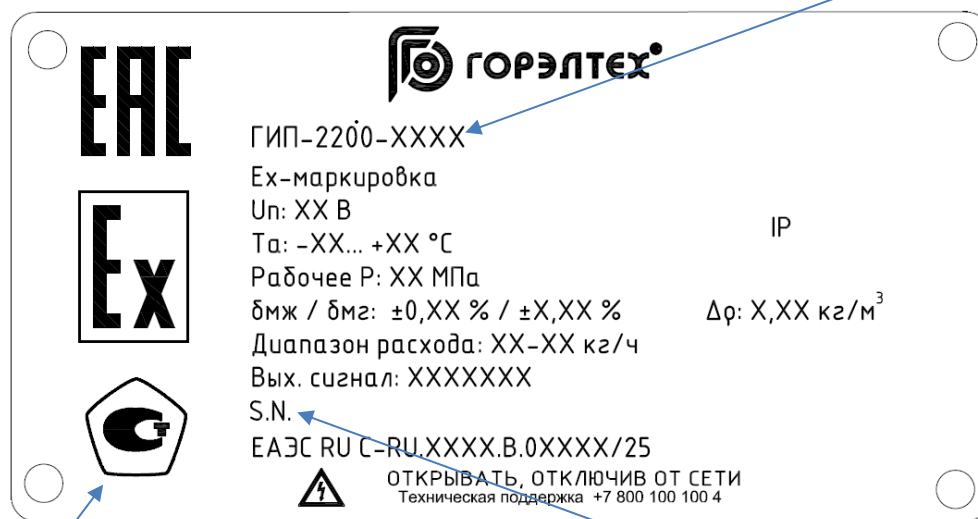 ЕАС
ГОРЭЛТЕХ®
ГИП-2200-XXXX
Ex-маркировка
Ex
Uп: XX В
IP
Tа: -XX... +XX °C
Рабочее P: XX МПа
δмж / δмг: ±0,XX % / ±X,XX %
Δρ: X,XX кг/м³
Диапазон расхода: XX-XX кг/ч
Вых. сигнал: XXXXXXX
S.N.
ЕАЭС RU C-RU.XXXX.B.0XXXX/25
ОТКРЫВАТЬ, ОТКЛЮЧИВ ОТ СЕТИ
Техническая поддержка +7 800 100 100 4